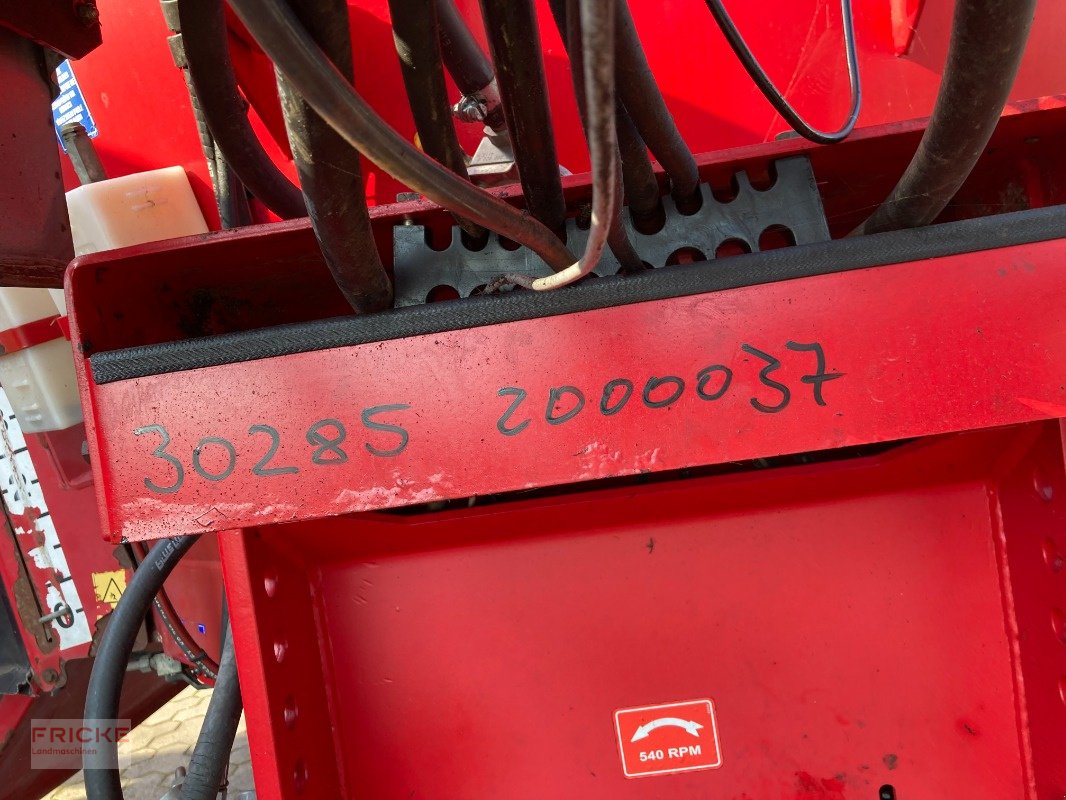 30285 2000037
540 RPM
FRICKE
Landmaschinen